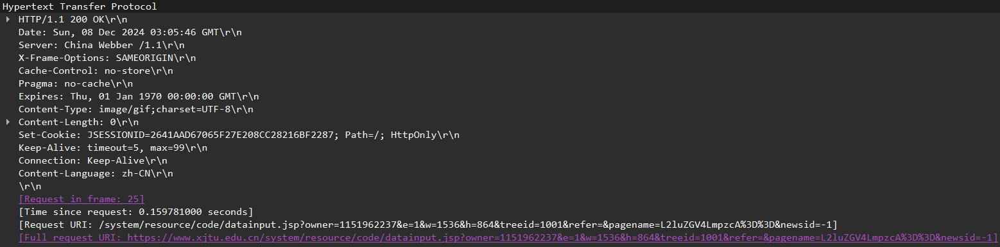 Hypertext Transfer Protocol
HTTP/1.1 200 OK\r\n
Date: Sun, 08 Dec 2024 03:05:46 GMT\r\n
Server: China Webber /1.1\r\n
X-Frame-Options: SAMEORIGIN\r\n
Cache-Control: no-store\r\n
Pragma: no-cache\r\n
Expires: Thu, 01 Jan 1970 00:00:00 GMT\r\n
Content-Type: image/gif;charset=UTF-8\r\n
Content-Length: 0\r\n
Set-Cookie: JSESSIONID=2641AAD67065F27E208CC28216BF2287; Path=/; HttpOnly\r\n
Keep-Alive: timeout=5, max=99\r\n
Connection: Keep-Alive\r\n
Content-Language: zh-CN\r\n
\r\n
[Request in frame: 25]
[Time since request: 0.159781000 seconds]
[Request URI: /system/resource/code/datainput.jsp?owner=1151962237&e=1&w=1536&h=864&treeid=1001&refer=&pagename=L2luZGV4LmpzcA%3D%3D&newsid=-1]
[Full request URI: https://www.xjtu.edu.cn/system/resource/code/datainput.jsp?owner=1151962237&e=1&w=1536&h=864&treeid=1001&refer=&pagename=L2luZGV4LmpzcA%3D%3D&newsid=-1]